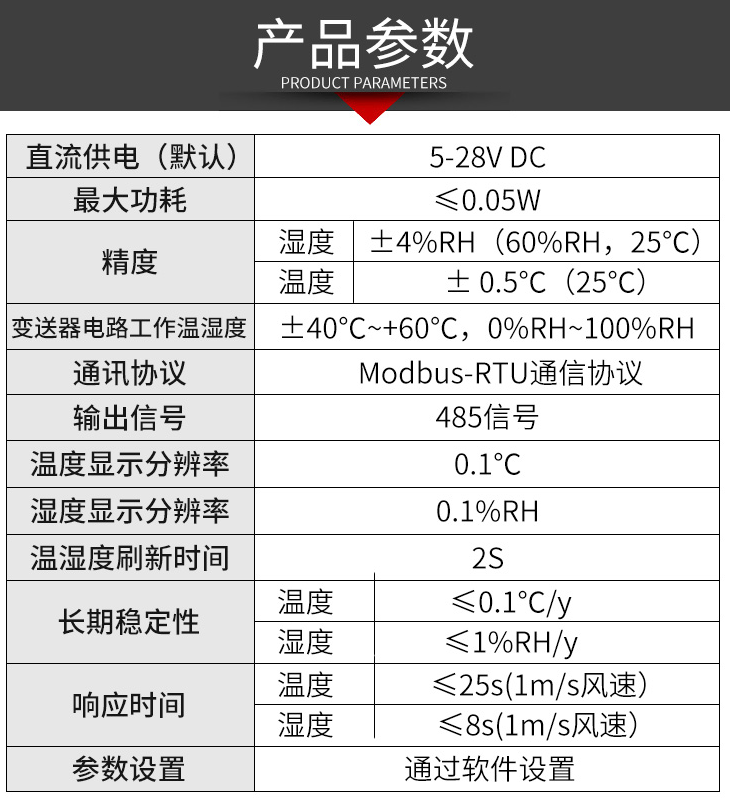 产品参数
PRODUCT PARAMETERS
直流供电（默认） 5-28V DC
最大功耗 ≤0.05W
精度 湿度 ±4%RH（60%RH，25℃）
温度 ± 0.5℃（25℃）
变送器电路工作温湿度 ±40℃~+60℃，0%RH~100%RH
通讯协议 Modbus-RTU通信协议
输出信号 485信号
温度显示分辨率 0.1℃
湿度显示分辨率 0.1%RH
温湿度刷新时间 2S
长期稳定性 温度 ≤0.1℃/y
湿度 ≤1%RH/y
响应时间 温度 ≤25s(1m/s风速）
湿度 ≤8s(1m/s风速）
参数设置 通过软件设置